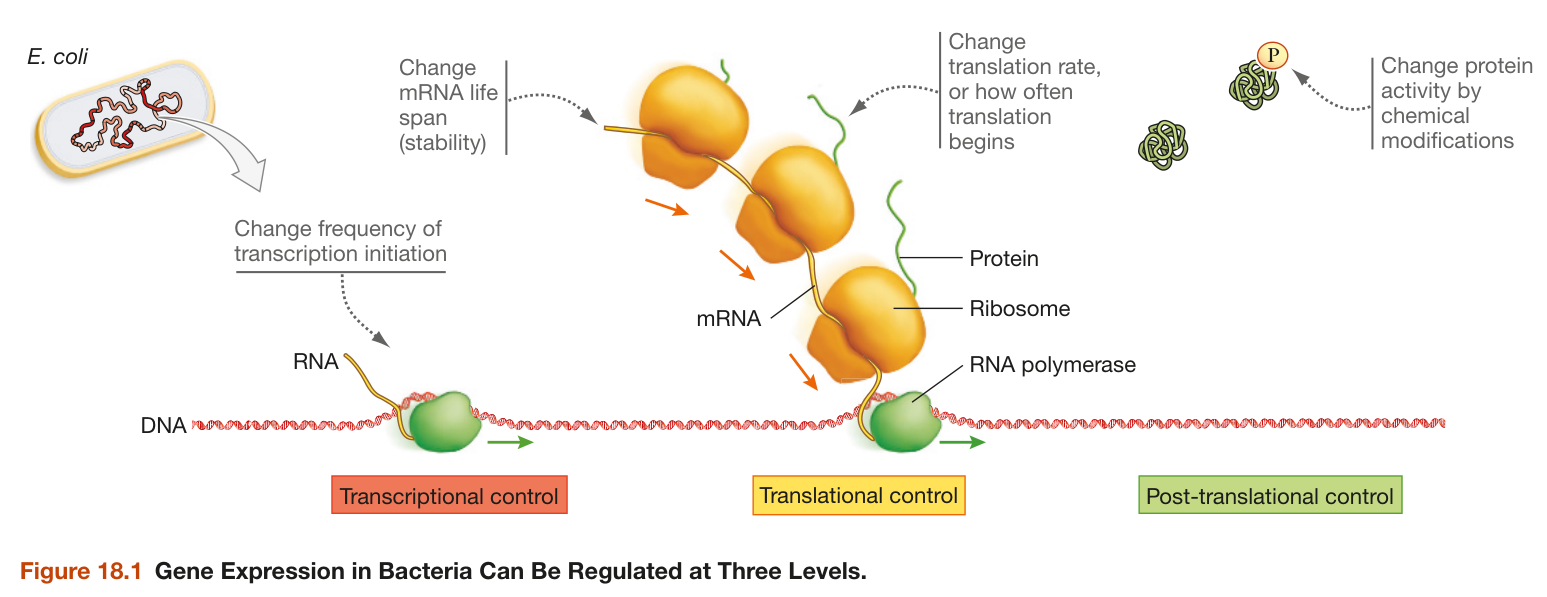 E. coli
Change
mRNA life
span
(stability)
Change
translation rate,
or how often
translation
begins
P
Change protein
activity by
chemical
modifications
Change frequency of
transcription initiation
Protein
mRNA
Ribosome
RNA
RNA polymerase
DNA
Transcriptional control
Translational control
Post-translational control
Figure 18.1 Gene Expression in Bacteria Can Be Regulated at Three Levels.